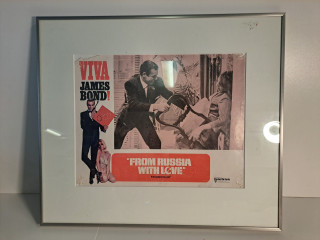 VIVA
JAMES
BOND!
"FROM RUSSIA
WITH LOVE"